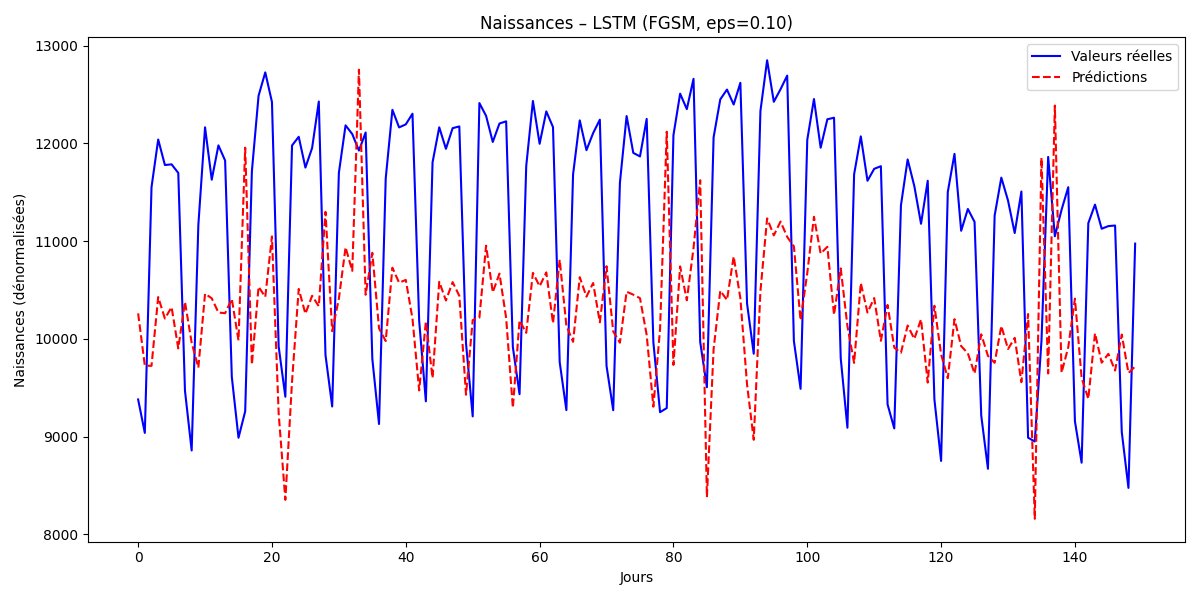 Naissances – LSTM (FGSM, eps=0.10)
Valeurs réelles
Prédictions
Naissances (dénormalisées)
13000
12000
11000
10000
9000
8000
0 20 40 60 80 100 120 140
Jours